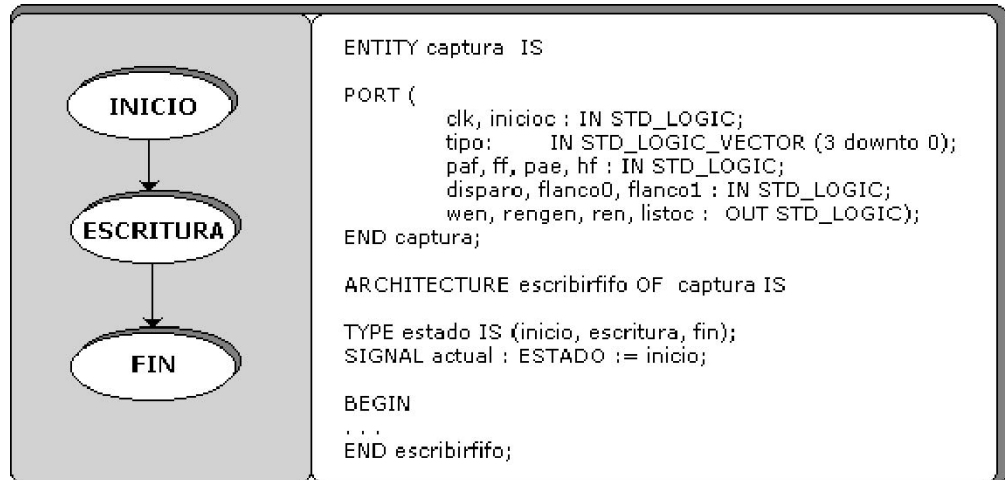 INICIO
ESCRITURA
FIN
ENTITY captura IS
PORT (
clk, inicioc : IN STD_LOGIC;
tipo: IN STD_LOGIC_VECTOR (3 downto 0);
paf, ff, pae, hf : IN STD_LOGIC;
disparo, flanco0, flanco1 : IN STD_LOGIC;
wen, rengen, ren, listoc : OUT STD_LOGIC);
END captura;
ARCHITECTURE escribirfifo OF captura IS
TYPE estado IS (inicio, escritura, fin);
SIGNAL actual : ESTADO := inicio;
BEGIN
. . .
END escribirfifo;